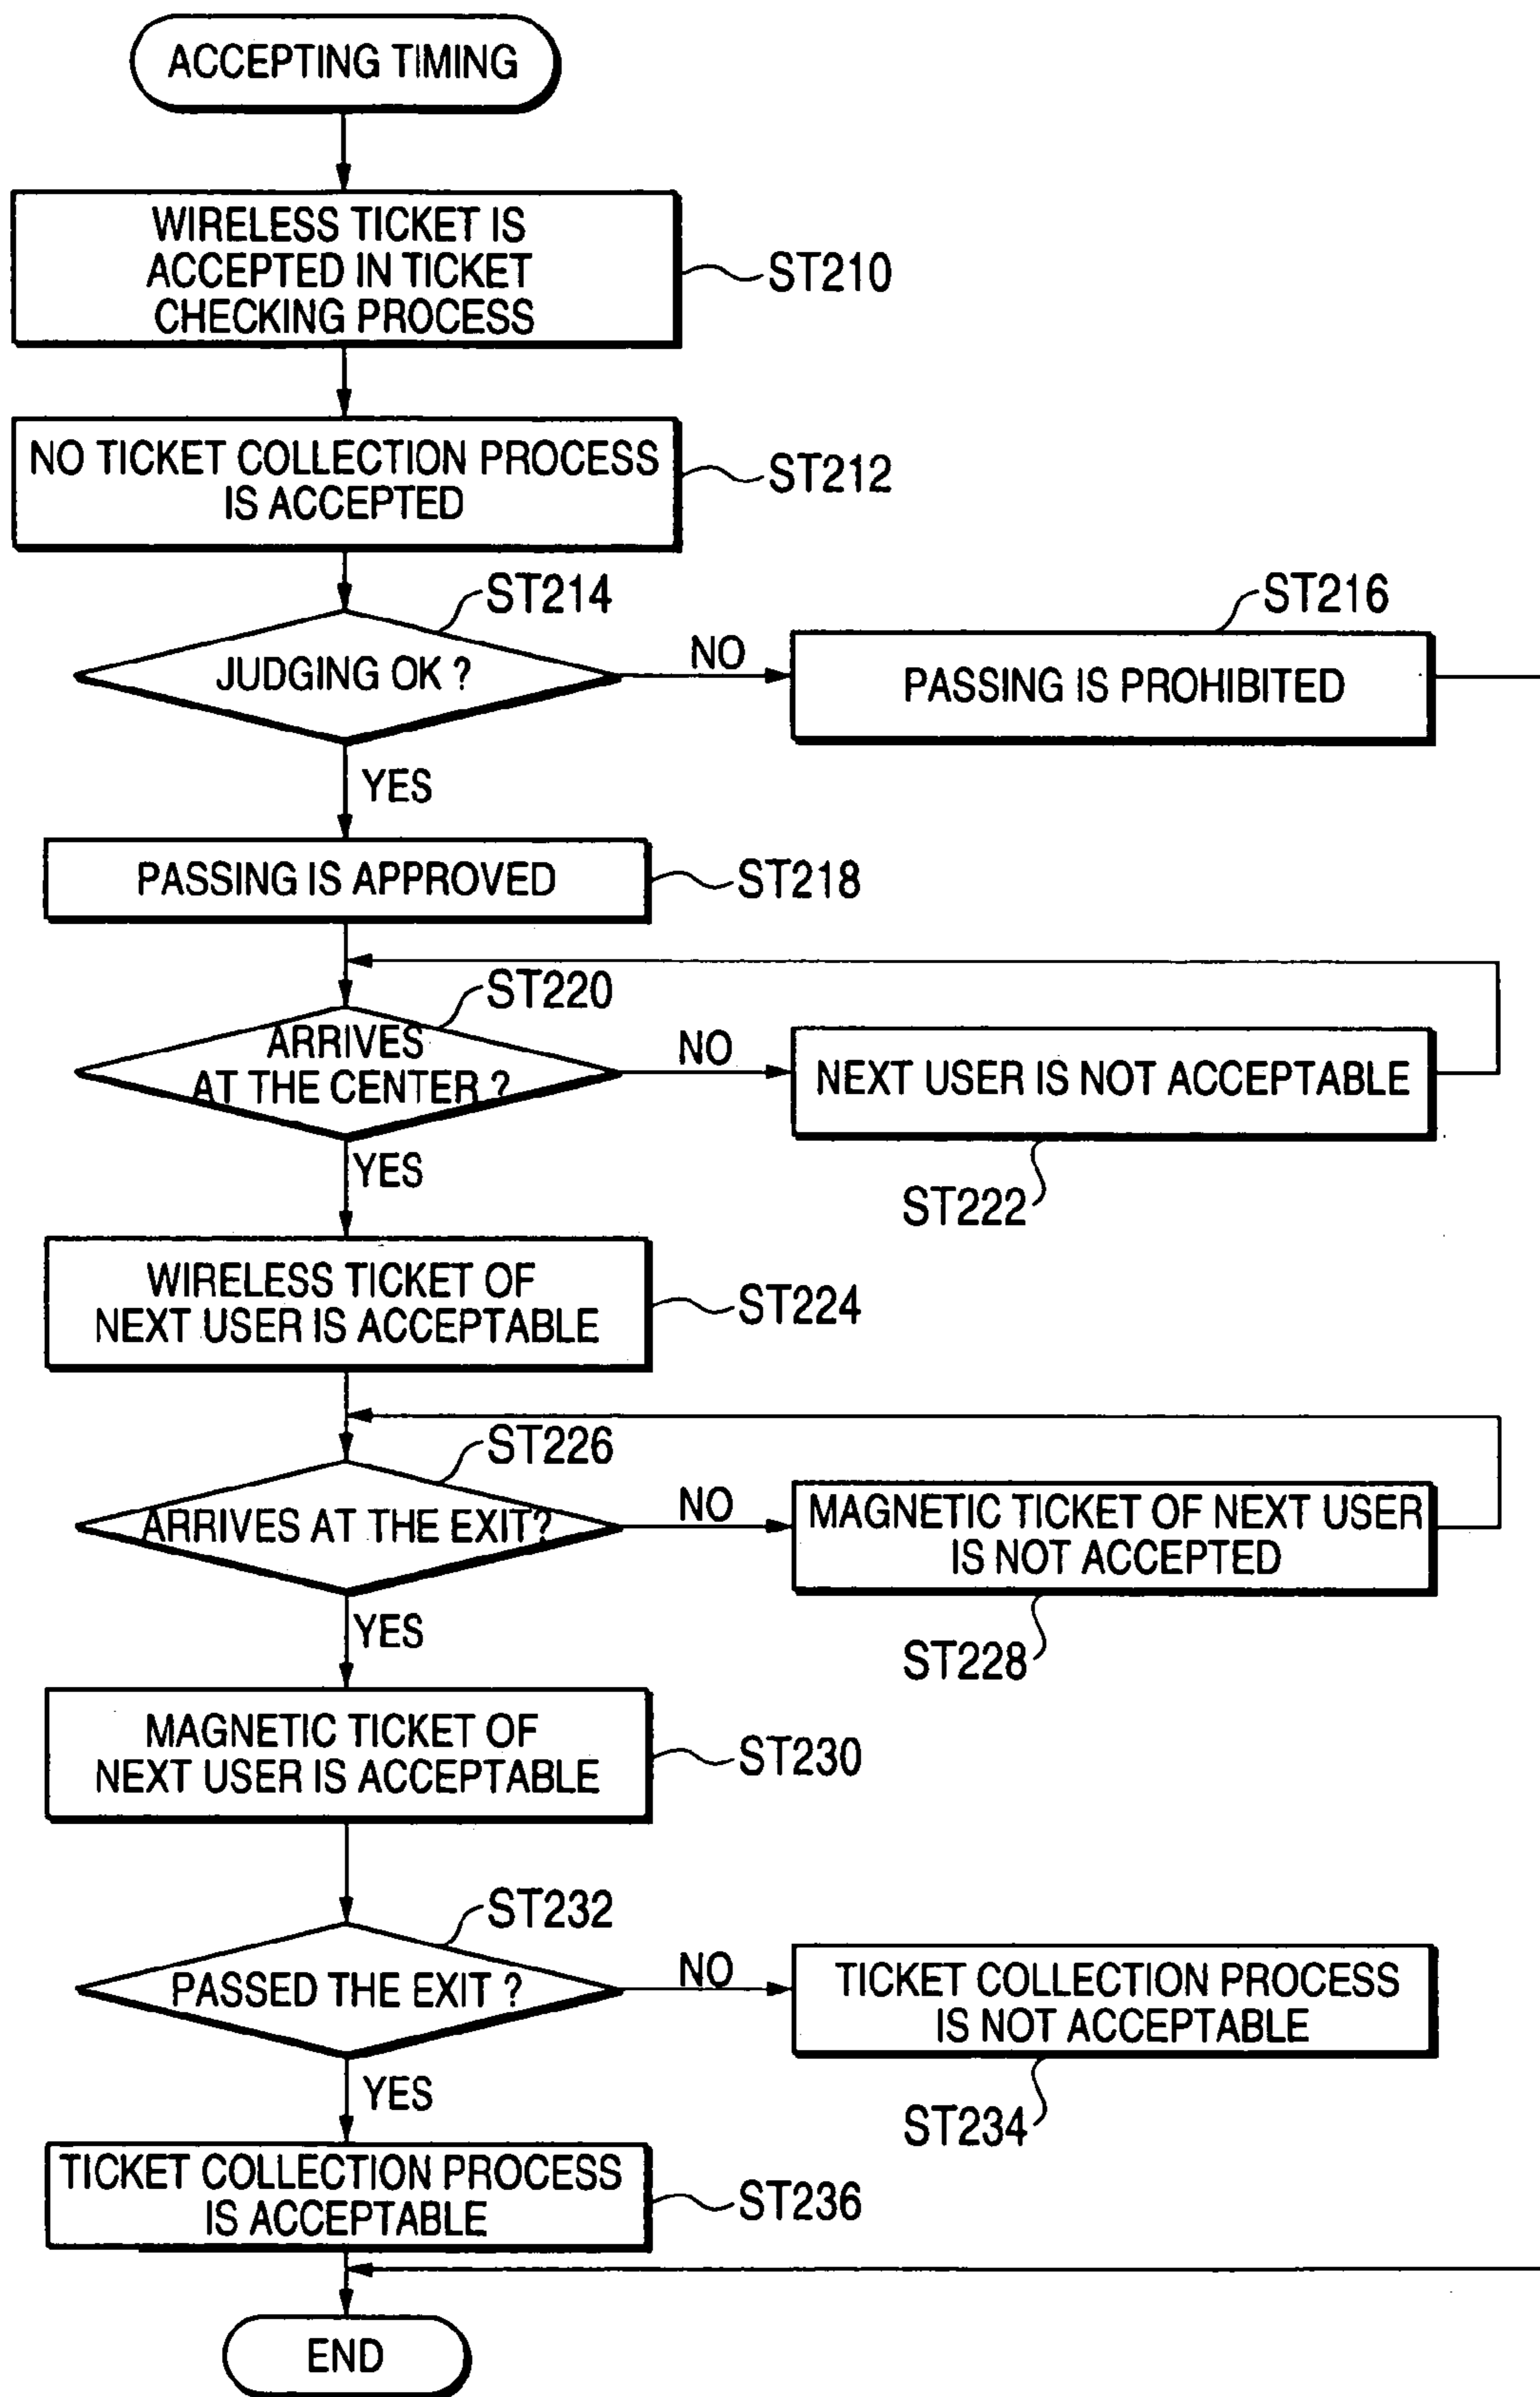 ACCEPTING TIMING
WIRELESS TICKET IS
ACCEPTED IN TICKET
CHECKING PROCESS
ST210
NO TICKET COLLECTION PROCESS
IS ACCEPTED
ST212
ST214
JUDGING OK ?
NO
ST216
PASSING IS PROHIBITED
YES
PASSING IS APPROVED
ST218
ST220
ARRIVES
AT THE CENTER ?
NO
NEXT USER IS NOT ACCEPTABLE
ST222
YES
WIRELESS TICKET OF
NEXT USER IS ACCEPTABLE
ST224
ST226
ARRIVES AT THE EXIT?
NO
MAGNETIC TICKET OF NEXT USER
IS NOT ACCEPTED
ST228
YES
MAGNETIC TICKET OF
NEXT USER IS ACCEPTABLE
ST230
ST232
PASSED THE EXIT ?
NO
TICKET COLLECTION PROCESS
IS NOT ACCEPTABLE
ST234
YES
TICKET COLLECTION PROCESS
IS ACCEPTABLE
ST236
END